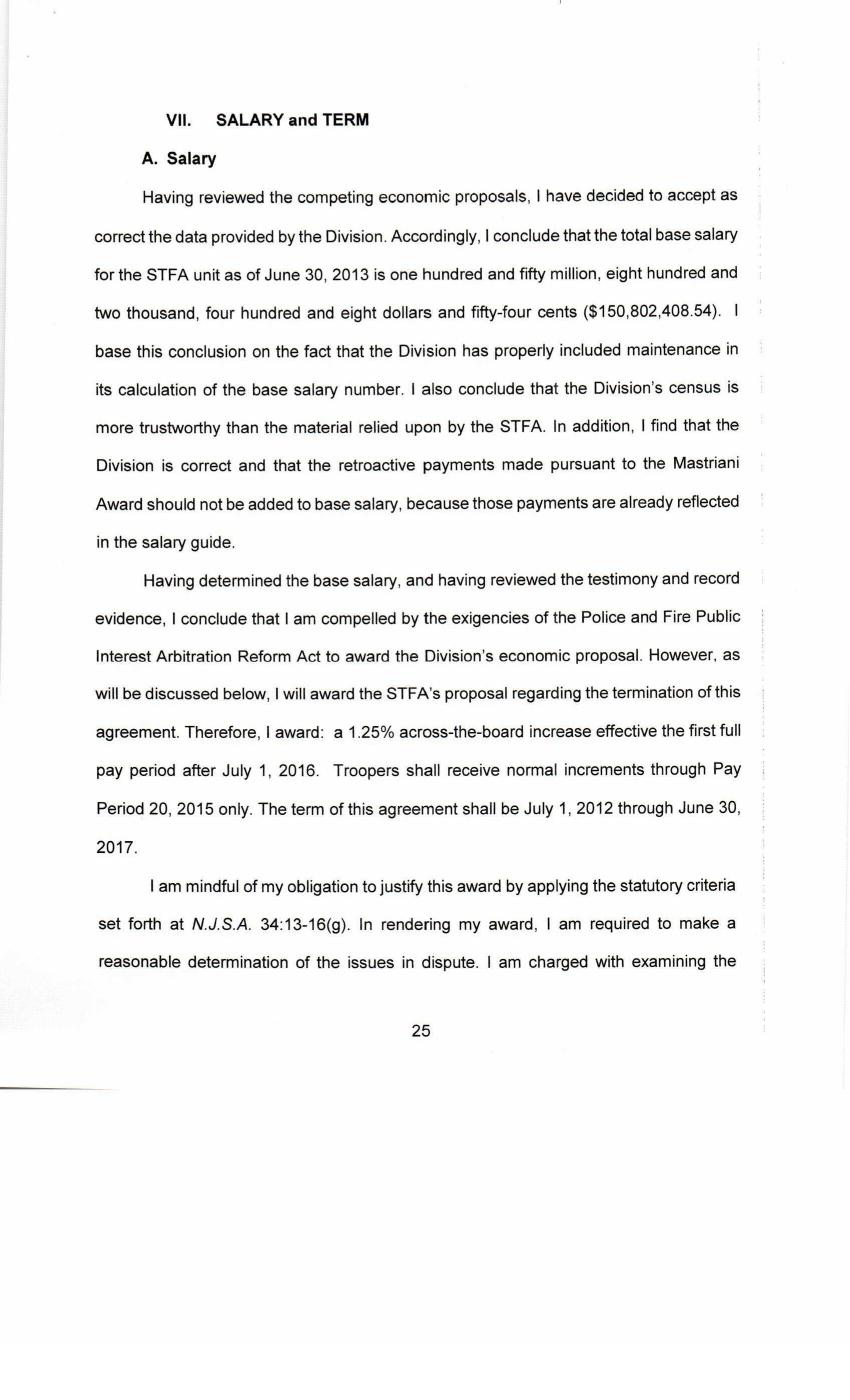 VII. SALARY and TERM
A. Salary
Having reviewed the competing economic proposals, I have decided to accept as
correct the data provided by the Division. Accordingly, I conclude that the total base salary
for the STFA unit as of June 30, 2013 is one hundred and fifty million, eight hundred and
two thousand, four hundred and eight dollars and fifty-four cents ($150,802,408.54). I
base this conclusion on the fact that the Division has properly included maintenance in
its calculation of the base salary number. I also conclude that the Division's census is
more trustworthy than the material relied upon by the STFA. In addition, I find that the
Division is correct and that the retroactive payments made pursuant to the Mastriani
Award should not be added to base salary, because those payments are already reflected
in the salary guide.
Having determined the base salary, and having reviewed the testimony and record
evidence, I conclude that I am compelled by the exigencies of the Police and Fire Public
Interest Arbitration Reform Act to award the Division's economic proposal. However, as
will be discussed below, I will award the STFA's proposal regarding the termination of this
agreement. Therefore, I award: a 1.25% across-the-board increase effective the first full
pay period after July 1, 2016. Troopers shall receive normal increments through Pay
Period 20, 2015 only. The term of this agreement shall be July 1, 2012 through June 30,
2017.
I am mindful of my obligation to justify this award by applying the statutory criteria
set forth at N.J.S.A. 34:13-16(g). In rendering my award, I am required to make a
reasonable determination of the issues in dispute. I am charged with examining the
25